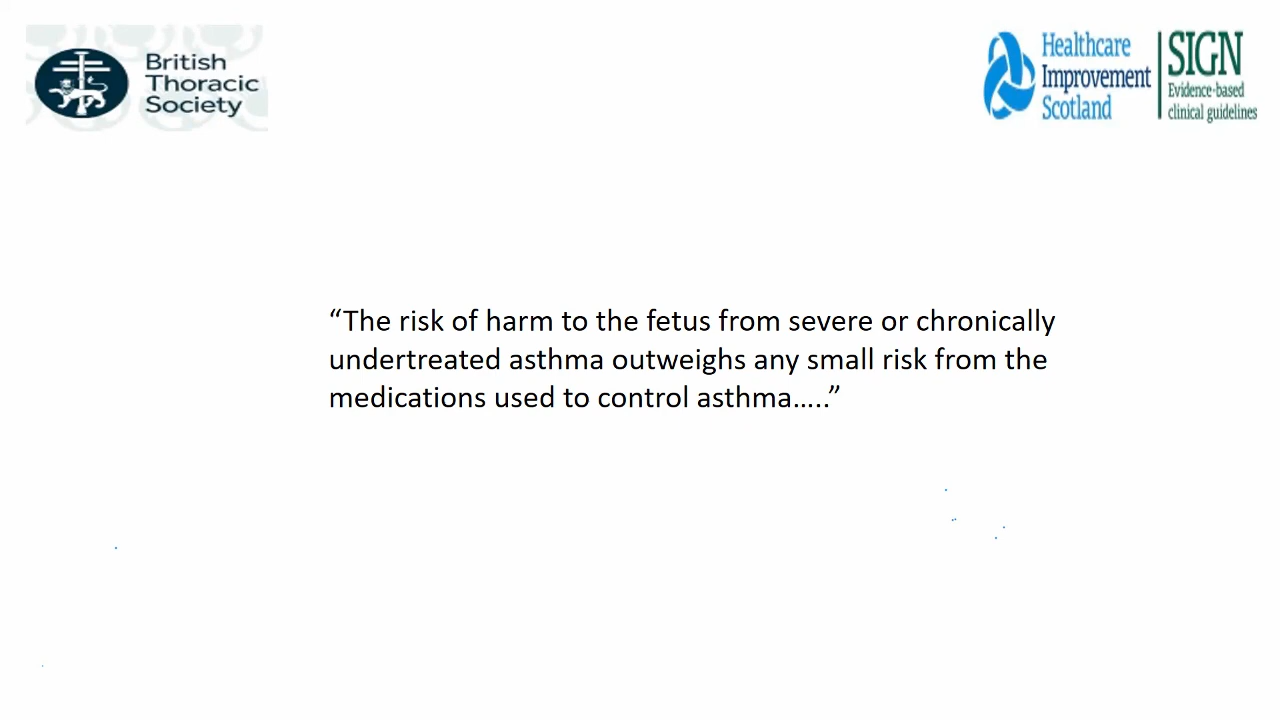 British
Thoracic
Society
Healthcare
Improvement
Scotland
SIGN
Evidence-based
clinical guidelines
“The risk of harm to the fetus from severe or chronically
undertreated asthma outweighs any small risk from the
medications used to control asthma…..”